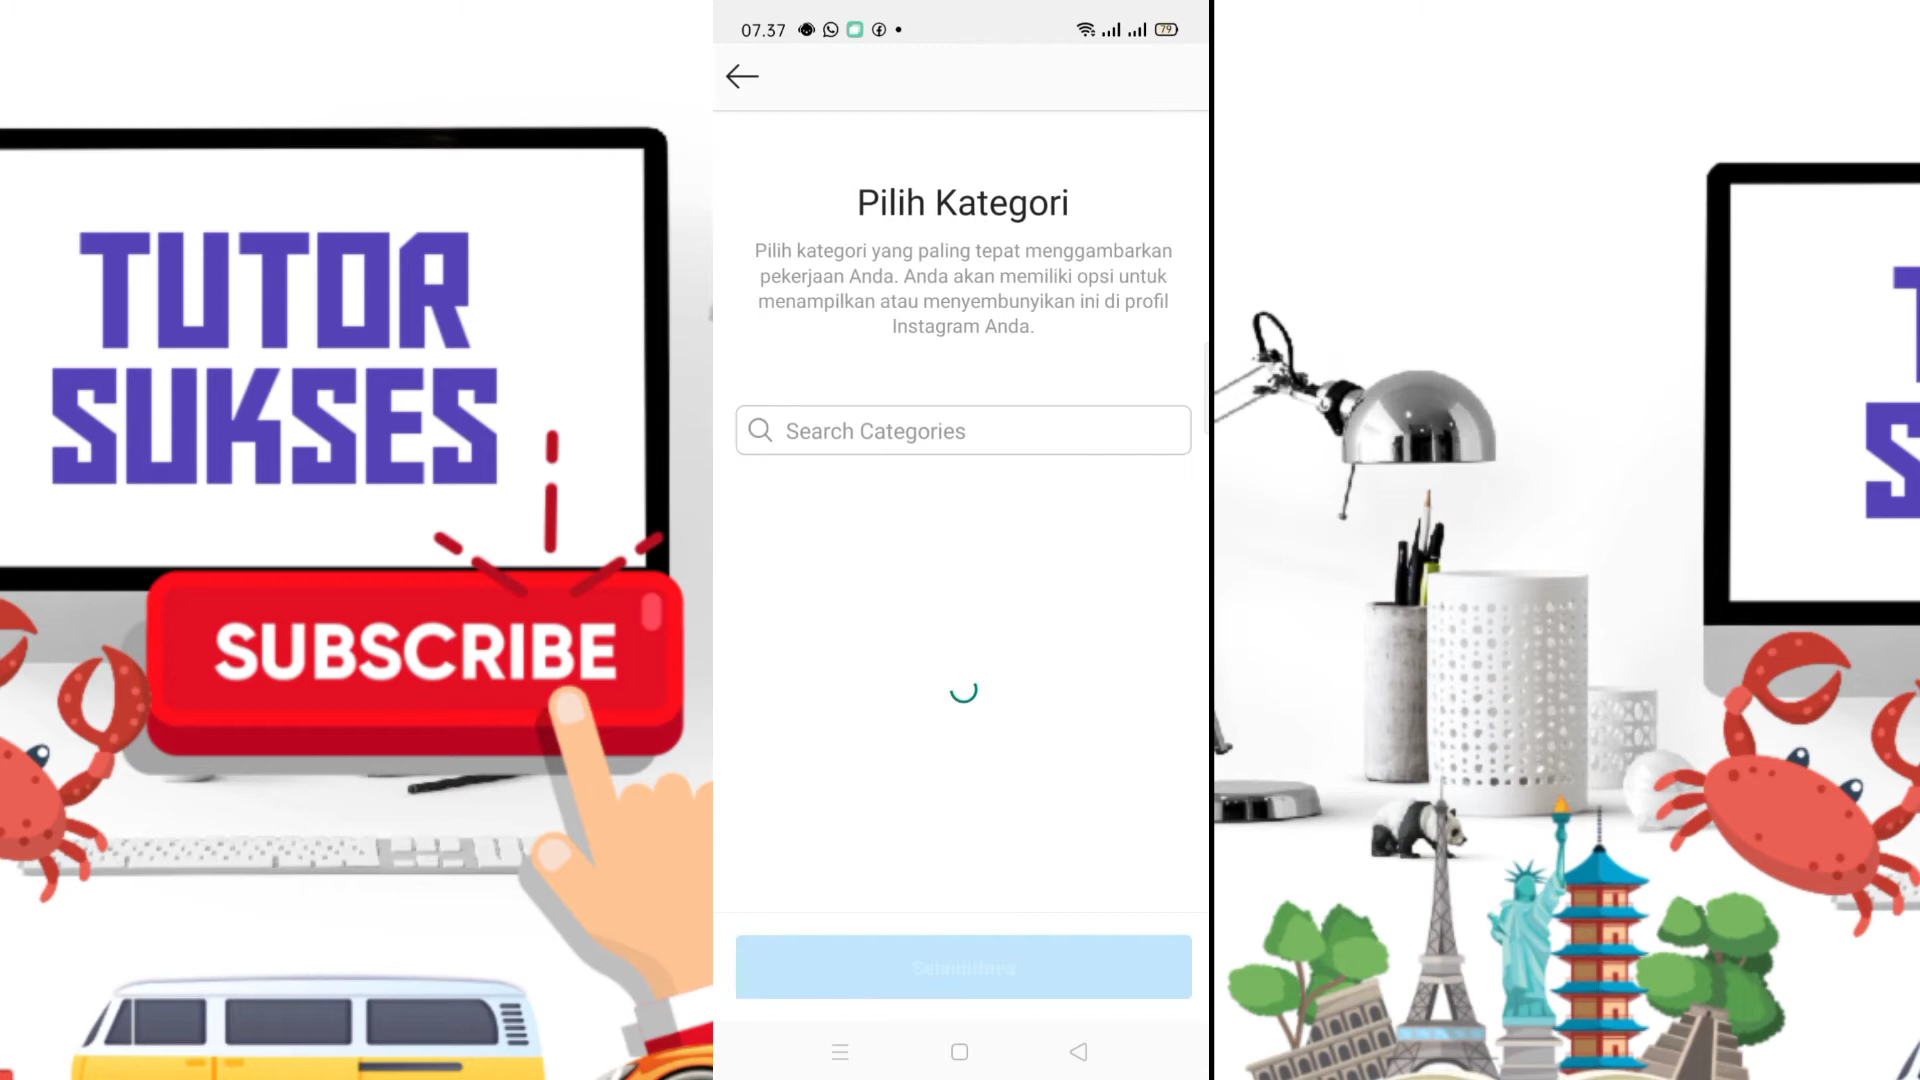 07.37
79
Pilih Kategori
Pilih kategori yang paling tepat menggambarkan
pekerjaan Anda. Anda akan memiliki opsi untuk
menampilkan atau menyembunyikan ini di profil
Instagram Anda.
Search Categories
TUTOR
SUKSES
SUBSCRIBE
T
S